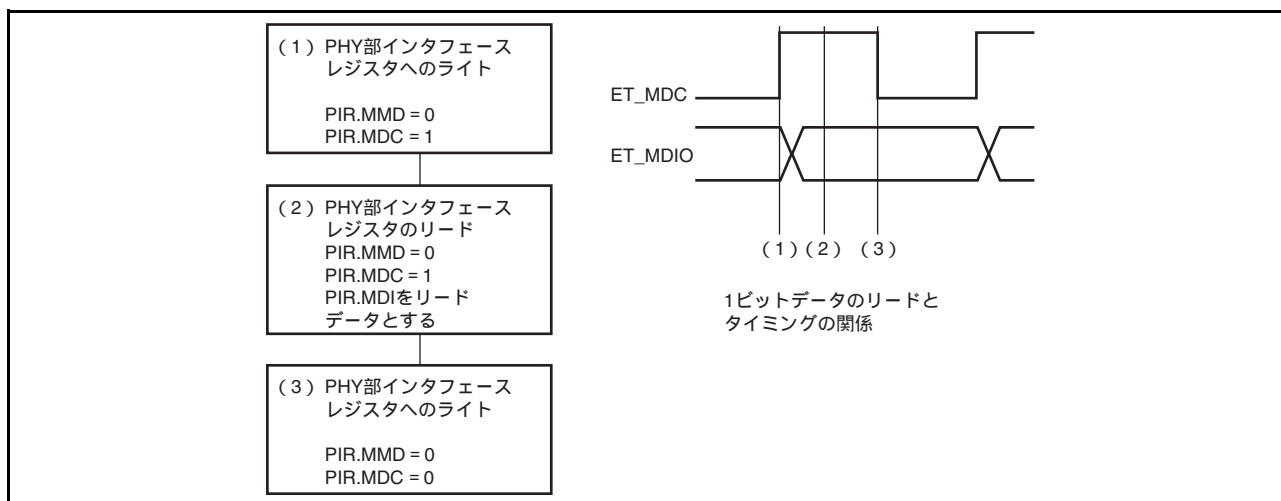 （1）PHY部インタフェース
レジスタへのライト
PIR.MMD = 0
PIR.MDC = 1
（2）PHY部インタフェース
レジスタのリード
PIR.MMD = 0
PIR.MDC = 1
PIR.MDIをリード
データとする
（3）PHY部インタフェース
レジスタへのライト
PIR.MMD = 0
PIR.MDC = 0
ET_MDC
ET_MDIO
（1）（2）（3）
1ビットデータのリードと
タイミングの関係